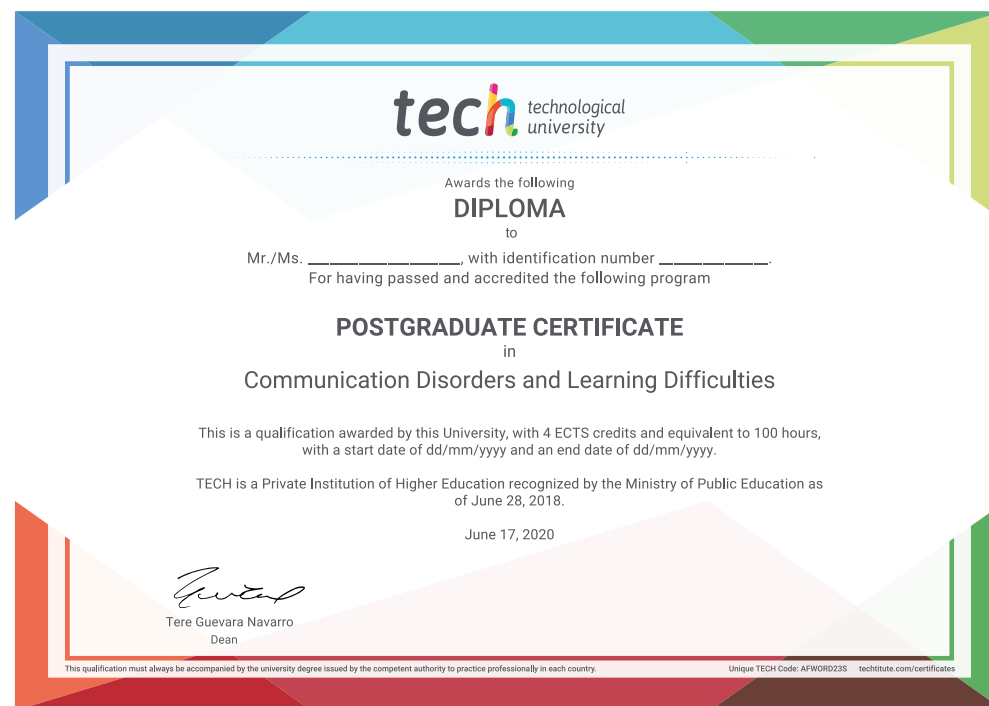 tech technological
university
Awards the following
DIPLOMA
to
Mr./Ms. ____________________, with identification number ______________.
For having passed and accredited the following program
POSTGRADUATE CERTIFICATE
in
Communication Disorders and Learning Difficulties
This is a qualification awarded by this University, with 4 ECTS credits and equivalent to 100 hours,
with a start date of dd/mm/yyyy and an end date of dd/mm/yyyy.
TECH is a Private Institution of Higher Education recognized by the Ministry of Public Education as
of June 28, 2018.
June 17, 2020
Tere Guevara Navarro
Dean
This qualification must always be accompanied by the university degree issued by the competent authority to practice professionally in each country.
Unique TECH Code: AFWORD23S techtitute.com/certificates